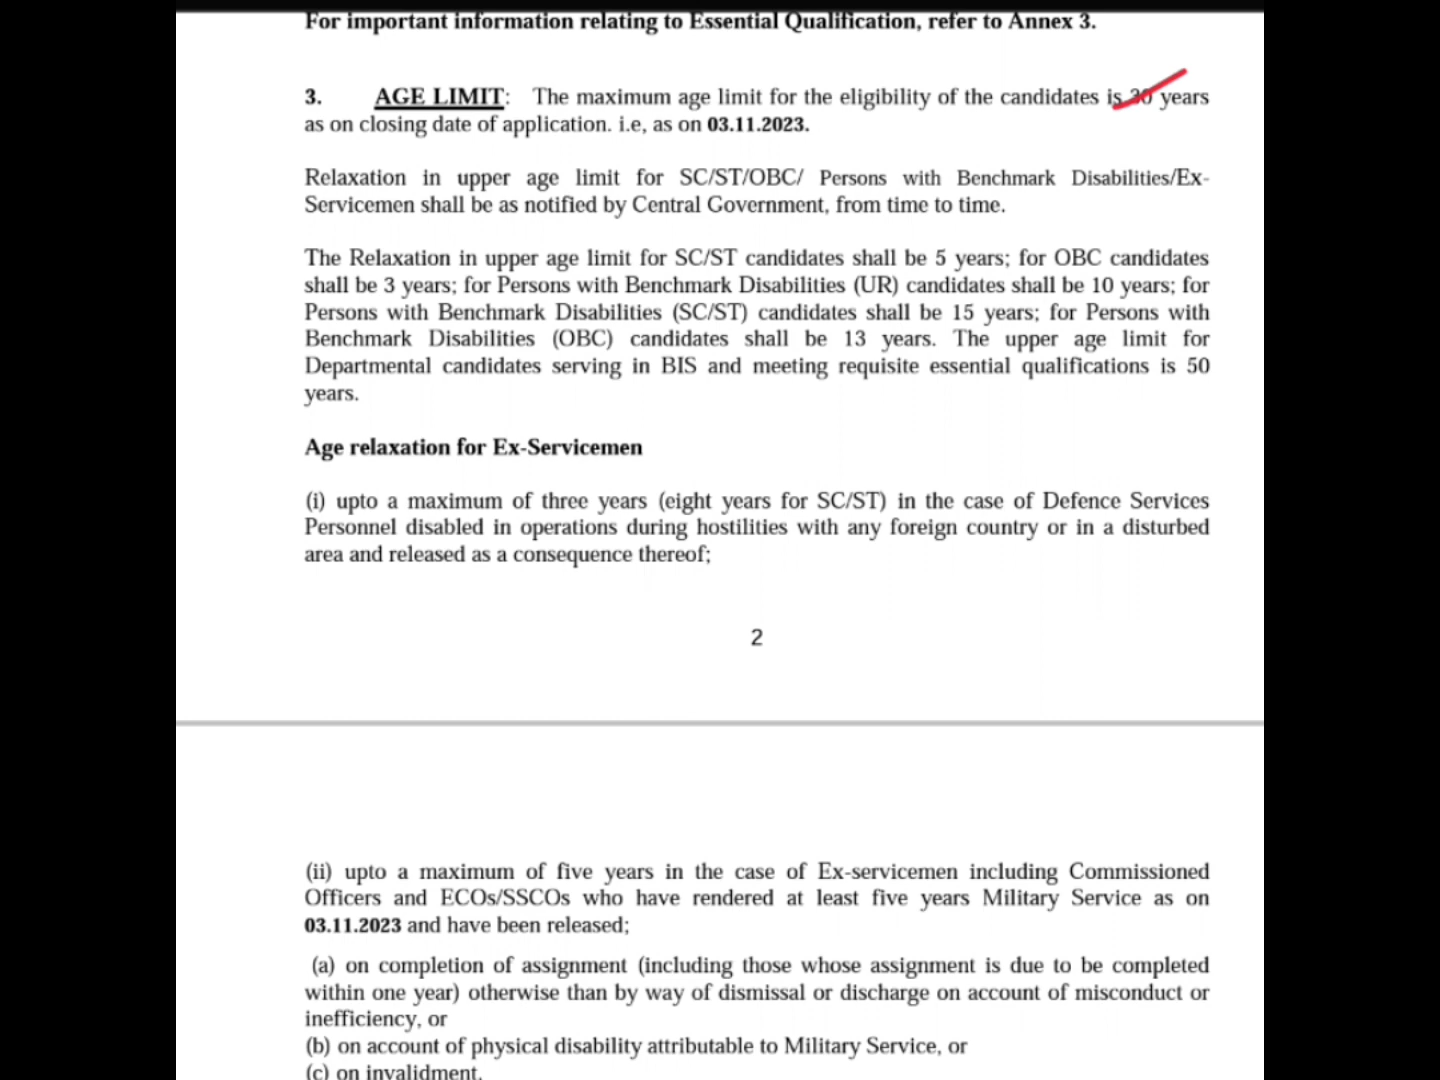 For important information relating to Essential Qualification, refer to Annex 3.
3. AGE LIMIT: The maximum age limit for the eligibility of the candidates is 30 years
as on closing date of application. i.e, as on 03.11.2023.
Relaxation in upper age limit for SC/ST/OBC/ Persons with Benchmark Disabilities/Ex-
Servicemen shall be as notified by Central Government, from time to time.
The Relaxation in upper age limit for SC/ST candidates shall be 5 years; for OBC candidates
shall be 3 years; for Persons with Benchmark Disabilities (UR) candidates shall be 10 years; for
Persons with Benchmark Disabilities (SC/ST) candidates shall be 15 years; for Persons with
Benchmark Disabilities (OBC) candidates shall be 13 years. The upper age limit for
Departmental candidates serving in BIS and meeting requisite essential qualifications is 50
years.
Age relaxation for Ex-Servicemen
(i) upto a maximum of three years (eight years for SC/ST) in the case of Defence Services
Personnel disabled in operations during hostilities with any foreign country or in a disturbed
area and released as a consequence thereof;
2
(ii) upto a maximum of five years in the case of Ex-servicemen including Commissioned
Officers and ECOs/SSCOs who have rendered at least five years Military Service as on
03.11.2023 and have been released;
(a) on completion of assignment (including those whose assignment is due to be completed
within one year) otherwise than by way of dismissal or discharge on account of misconduct or
inefficiency, or
(b) on account of physical disability attributable to Military Service, or
(c) on invalidment.